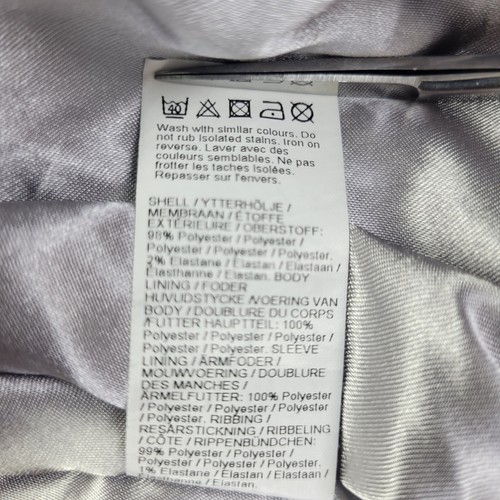 40
Wash with similar colours. Do
not rub isolated stains. Iron on
reverse. Laver avec des
couleurs semblables. Ne pas
frotter les taches isolées.
Repasser sur l'envers.
SHELL / YTTERHÖLJE /
MEMBRAAN / ÉTOFFE
EXTÉRIEURE / OBERSTOFF:
98% Polyester / Polyester /
Polyester / Polyester / Polyester.
2% Elastane / Elastan / Elastaan /
Élasthanne / Elastan. BODY
LINING / FODER
HUVUDSTYCKE /VOERING VAN
BODY / DOUBLURE DU CORPS
/ FUTTER HAUPTTEIL: 100%
Polyester / Polyester / Polyester /
Polyester / Polyester. SLEEVE
LINING / ÄRMFODER /
MOUWVOERING / DOUBLURE
DES MANCHES /
ÄRMELFUTTER: 100% Polyester
/ Polyester / Polyester / Polyester
/ Polyester. RIBBING /
RESÅRSTICKNING / RIBBELING
/ CÔTE / RIPPENBÜNDCHEN:
99% Polyester / Polyester /
Polyester / Polyester / Polyester.
1% Elastane / Elastan / Elastaan /
Élasthanne / Elastan.